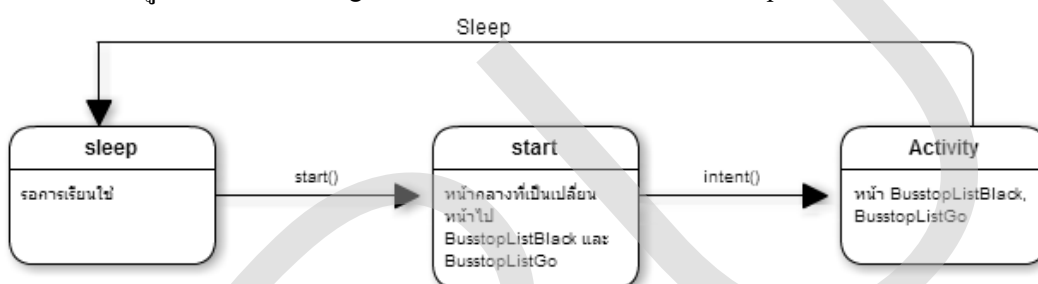 Sleep
sleep
รอการเรียนใช้
start()
start
หน้ากลางที่เป็นเปลี่ยน
หน้าไป
BusstopListBlack และ
BusstopListGo
intent()
Activity
หน้า BusstopListBlack,
BusstopListGo